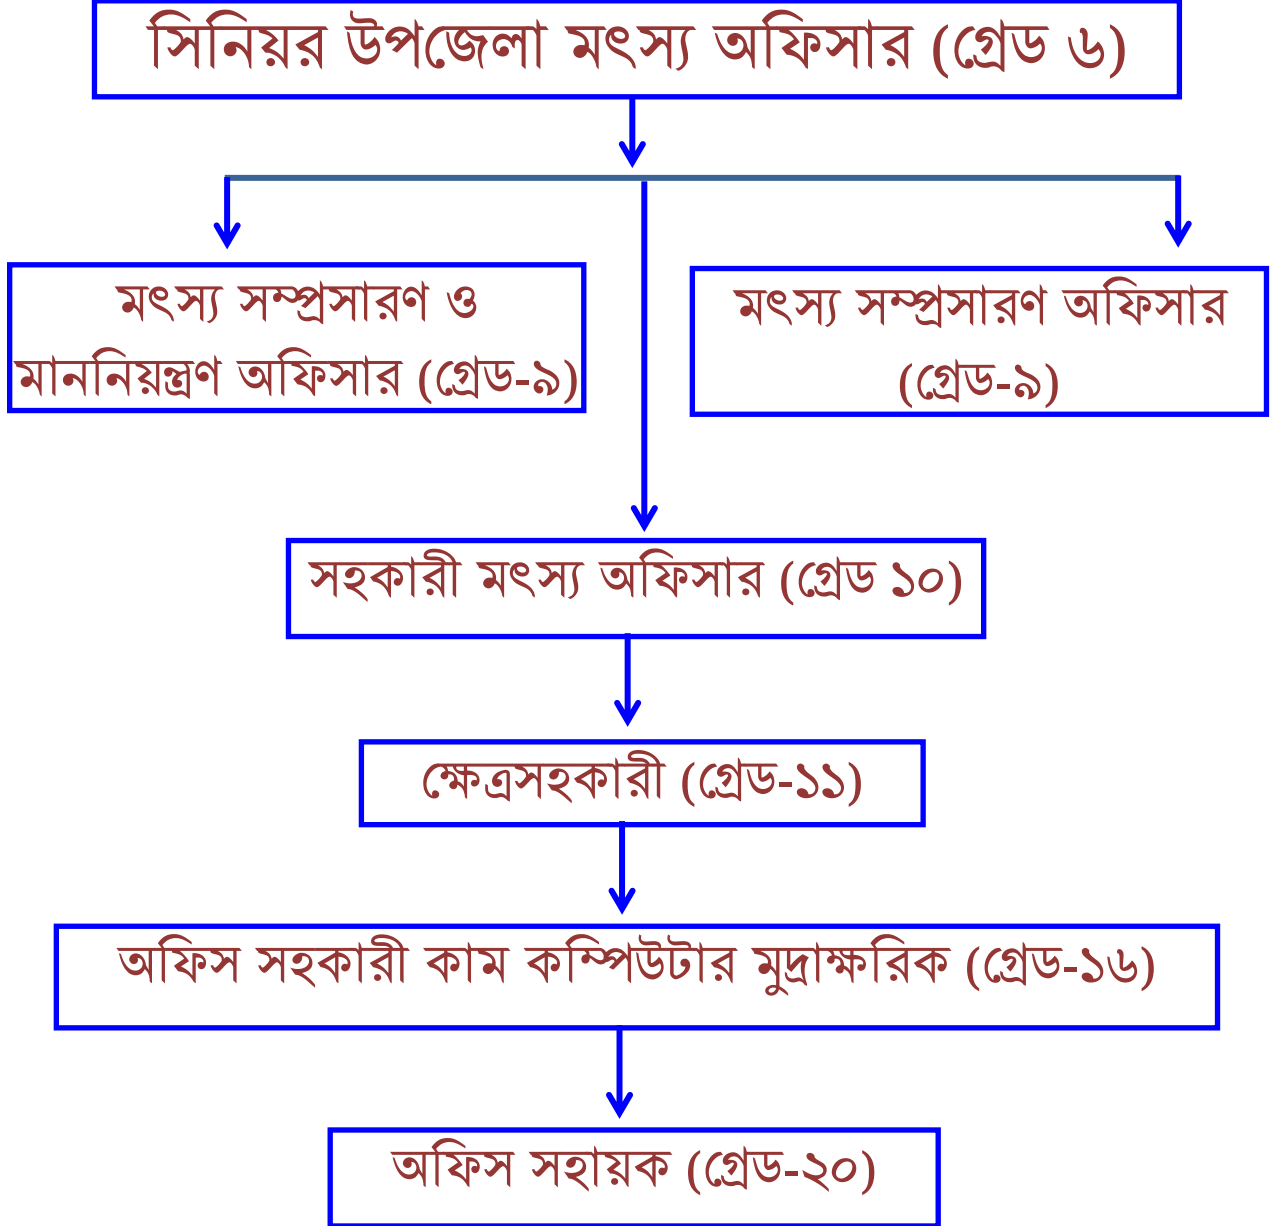 সিনিয়র উপজেলা মৎস্য অফিসার (গ্রেড ৬)
মৎস্য সম্প্রসারণ ও
মাননিয়ন্ত্রণ অফিসার (গ্রেড-৯)
মৎস্য সম্প্রসারণ অফিসার
(গ্রেড-৯)
সহকারী মৎস্য অফিসার (গ্রেড ১০)
ক্ষেত্রসহকারী (গ্রেড-১১)
অফিস সহকারী কাম কম্পিউটার মুদ্রাক্ষরিক (গ্রেড-১৬)
অফিস সহায়ক (গ্রেড-২০)